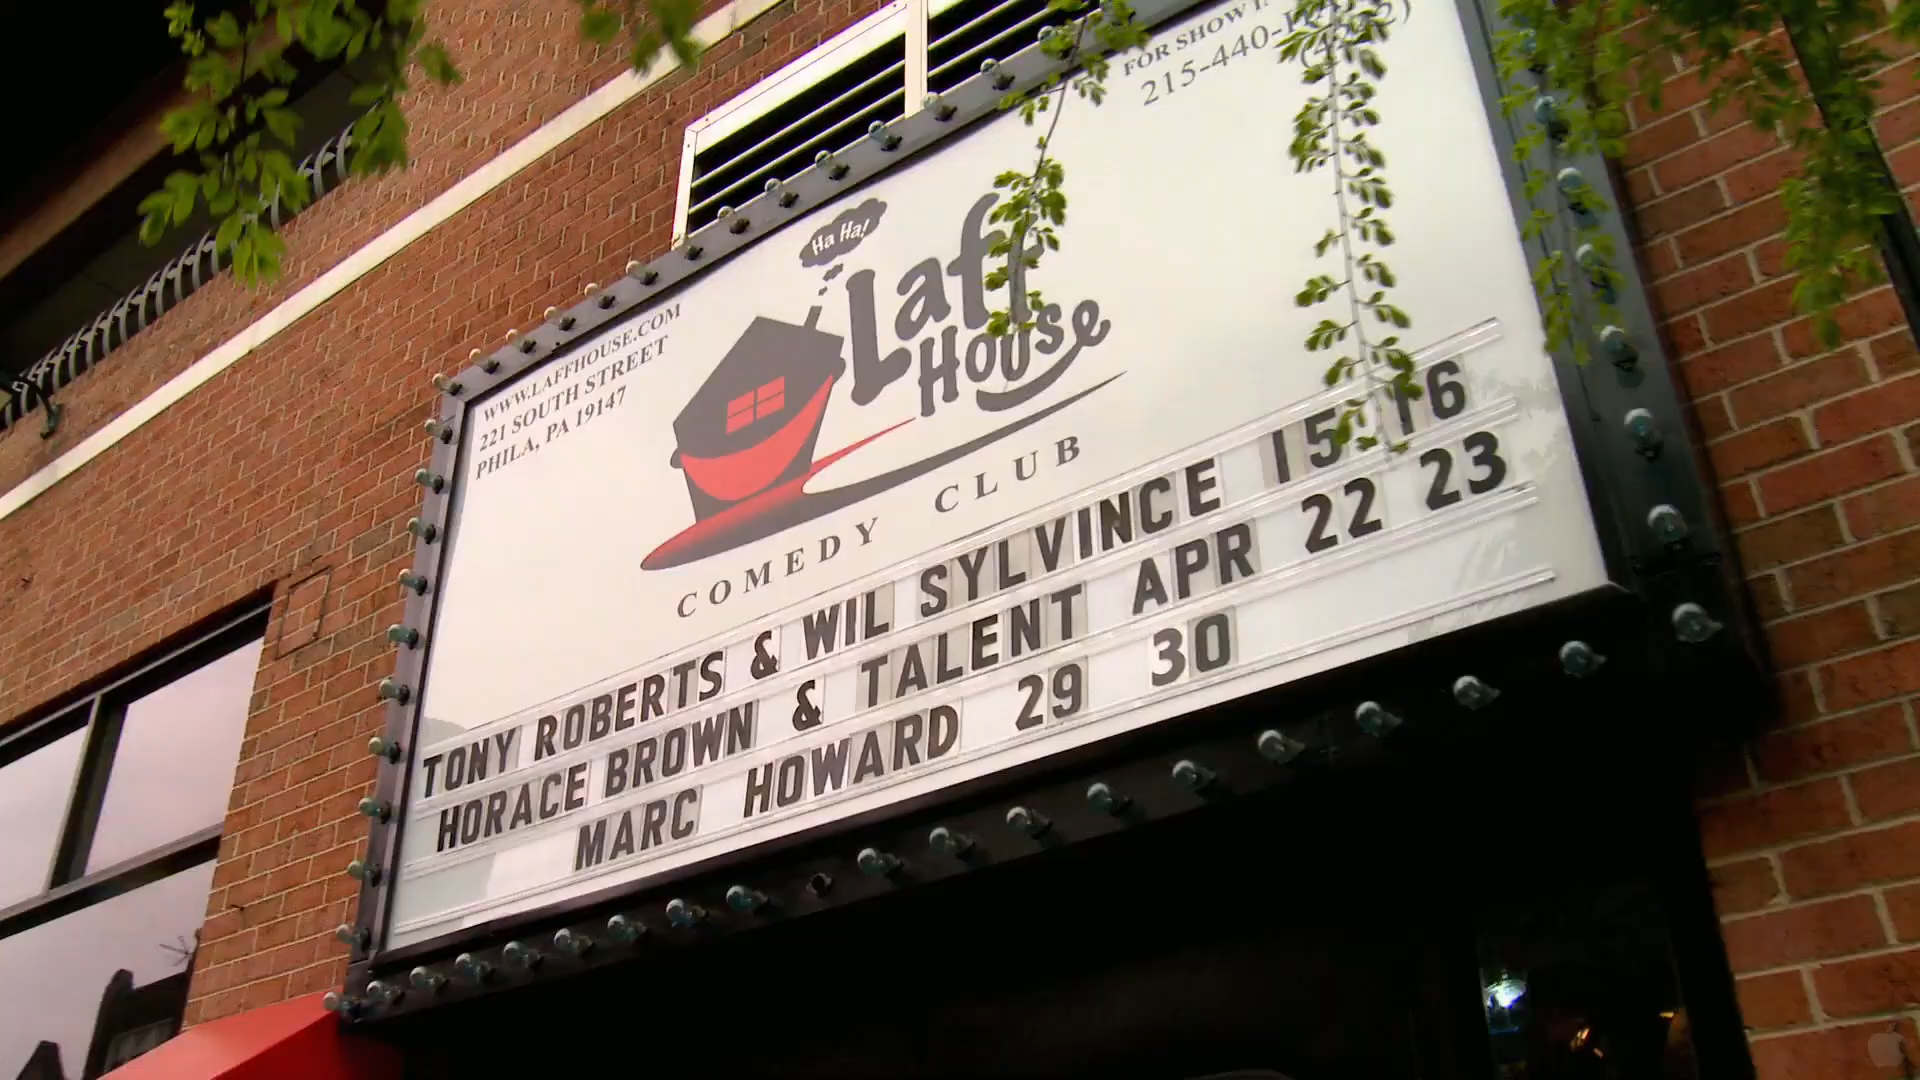 FOR SHOW
215-440-
WWW.LAFFHOUSE.COM
221 SOUTH STREET
PHILA, PA 19147
Ha Ha!
Laff
House
COMEDY CLUB
TONY ROBERTS & WIL SYLVINCE 15 16
HORACE BROWN & TALENT APR 22 23
MARC HOWARD 29 30